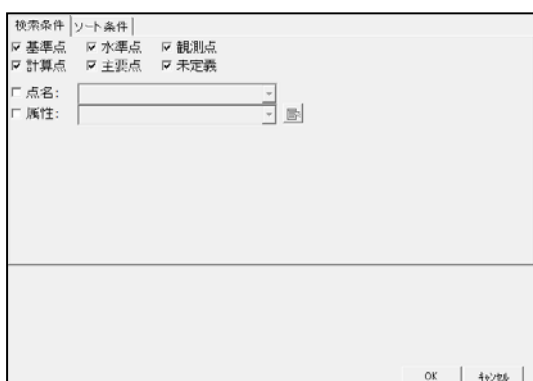 検索条件 ソート条件
基準点 水準点 観測点
計算点 主要点 未定義
点名:
属性:
OK キャンセル